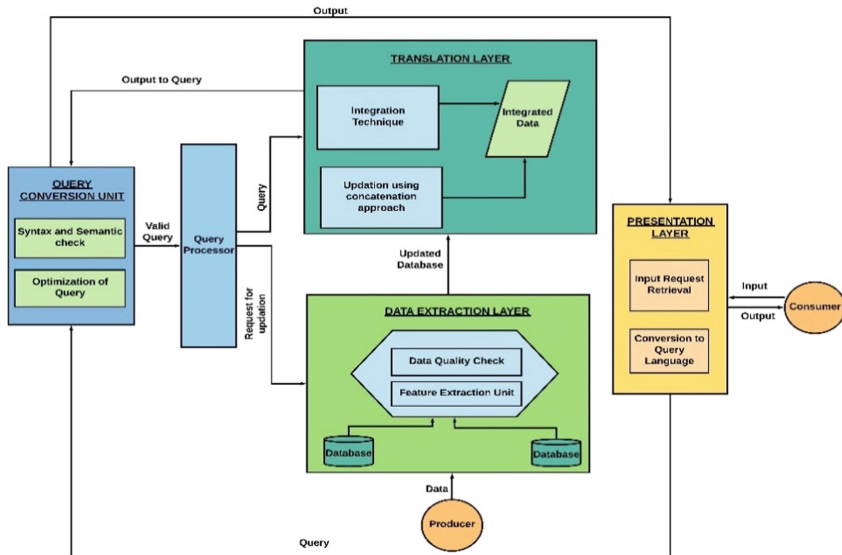 Output
TRANSLATION LAYER
Output to Query
Integration
Technique
Integrated
Data
Updation using
concatenation
approach
QUERY
CONVERSION UNIT
Syntax and Semantic
check
Optimization of
Query
Valid
Query
Query
Processor
Query
Request for
updation
Updated
Database
DATA EXTRACTION LAYER
Data Quality Check
Feature Extraction Unit
Database
Database
Data
Producer
PRESENTATION
LAYER
Input Request
Retrieval
Conversion to
Query
Language
Input
Output
Consumer
Query